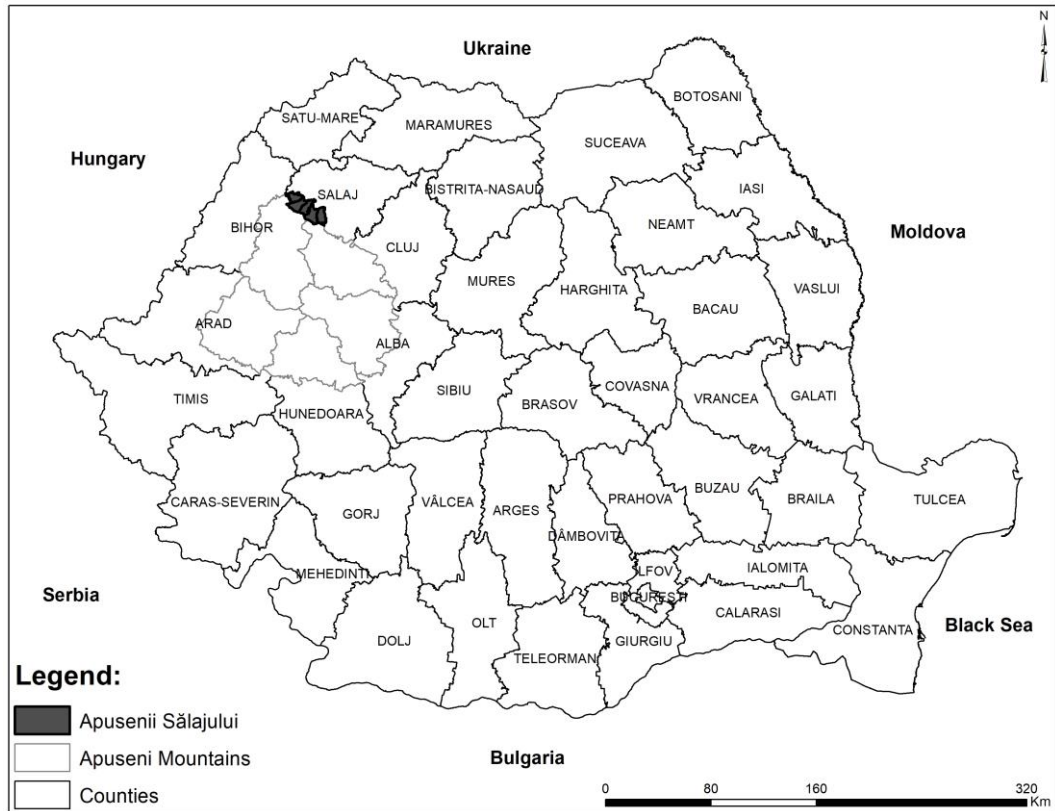 Ukraine
N
BOTOSANI
SATU-MARE
MARAMURES
SUCEAVA
Hungary
SALAJ
BISTRITA-NASAUD
IASI
BIHOR
NEAMT
CLUJ
Moldova
MURES
HARGHITA
VASLUI
BACAU
ARAD
ALBA
COVASNA
SIBIU
BRASOV
VRANCEA
GALATI
TIMIS
HUNEDOARA
CARAS-SEVERIN
GORJ
VÂLCEA
ARGES
PRAHOVA
BUZAU
BRAILA
TULCEA
DÂMBOVITA
MEHEDINTI
ILFOV
IALOMITA
Serbia
BUCURESTI
CALARASI
CONSTANTA
Black Sea
DOLJ
OLT
TELEORMAN
GIURGIU
Legend:
Apusenii Sălajului
Apuseni Mountains
Counties
Bulgaria
0 80 160 320
Km